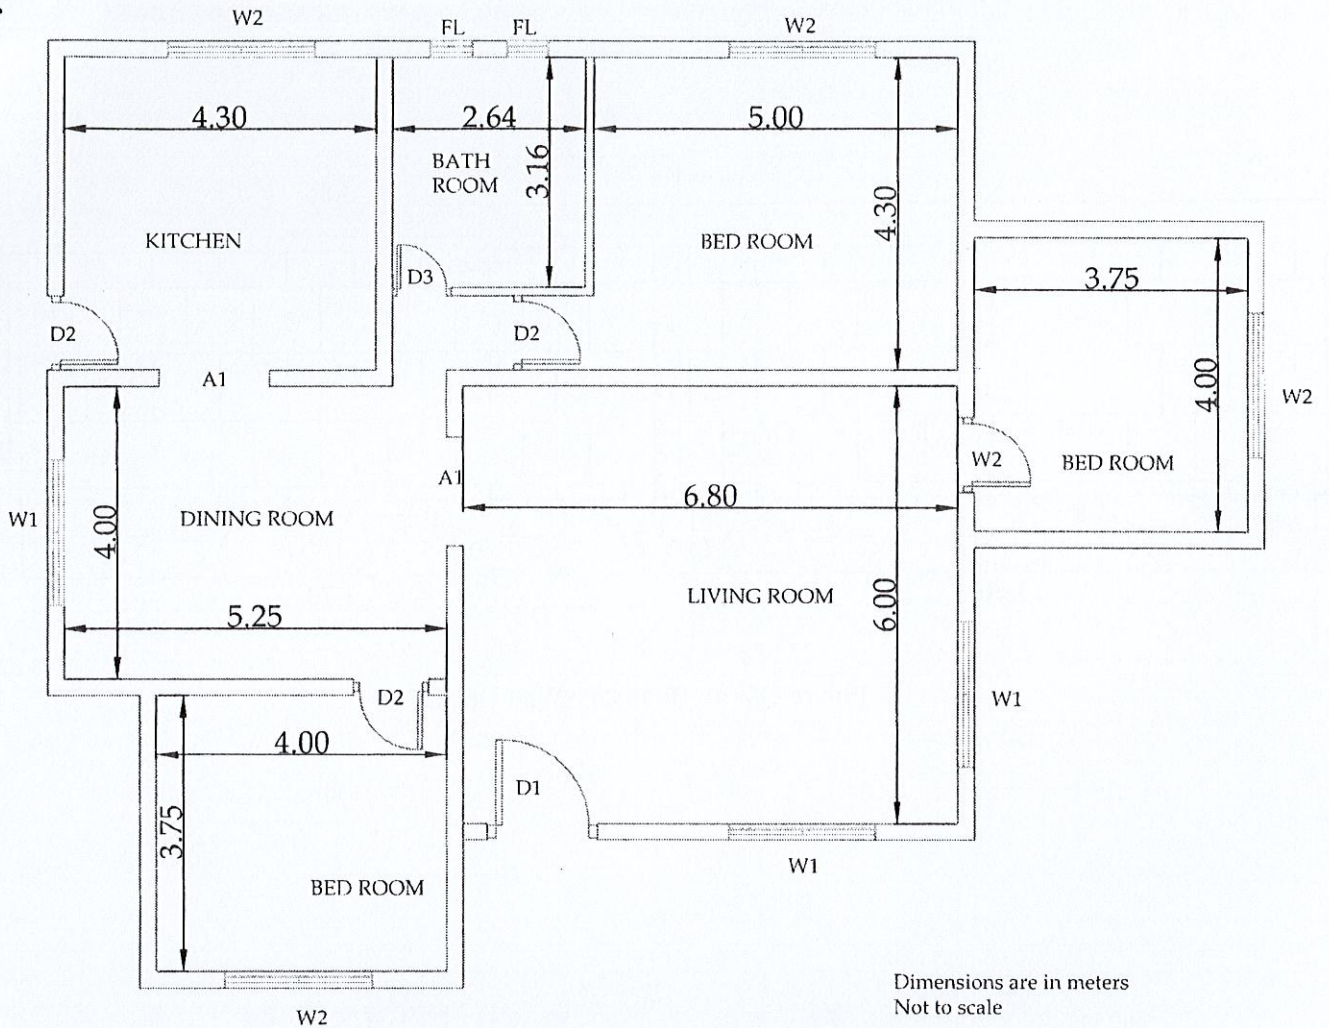 W2
FL
FL
W2
4.30
2.64
5.00
BATH
ROOM
3.16
4.30
KITCHEN
BED ROOM
D3
3.75
D2
D2
A1
4.00
W2
A1
W2
BED ROOM
6.80
W1
4.00
DINING ROOM
LIVING ROOM
6.00
5.25
D2
W1
4.00
D1
3.75
W1
BED ROOM
Dimensions are in meters
Not to scale
W2